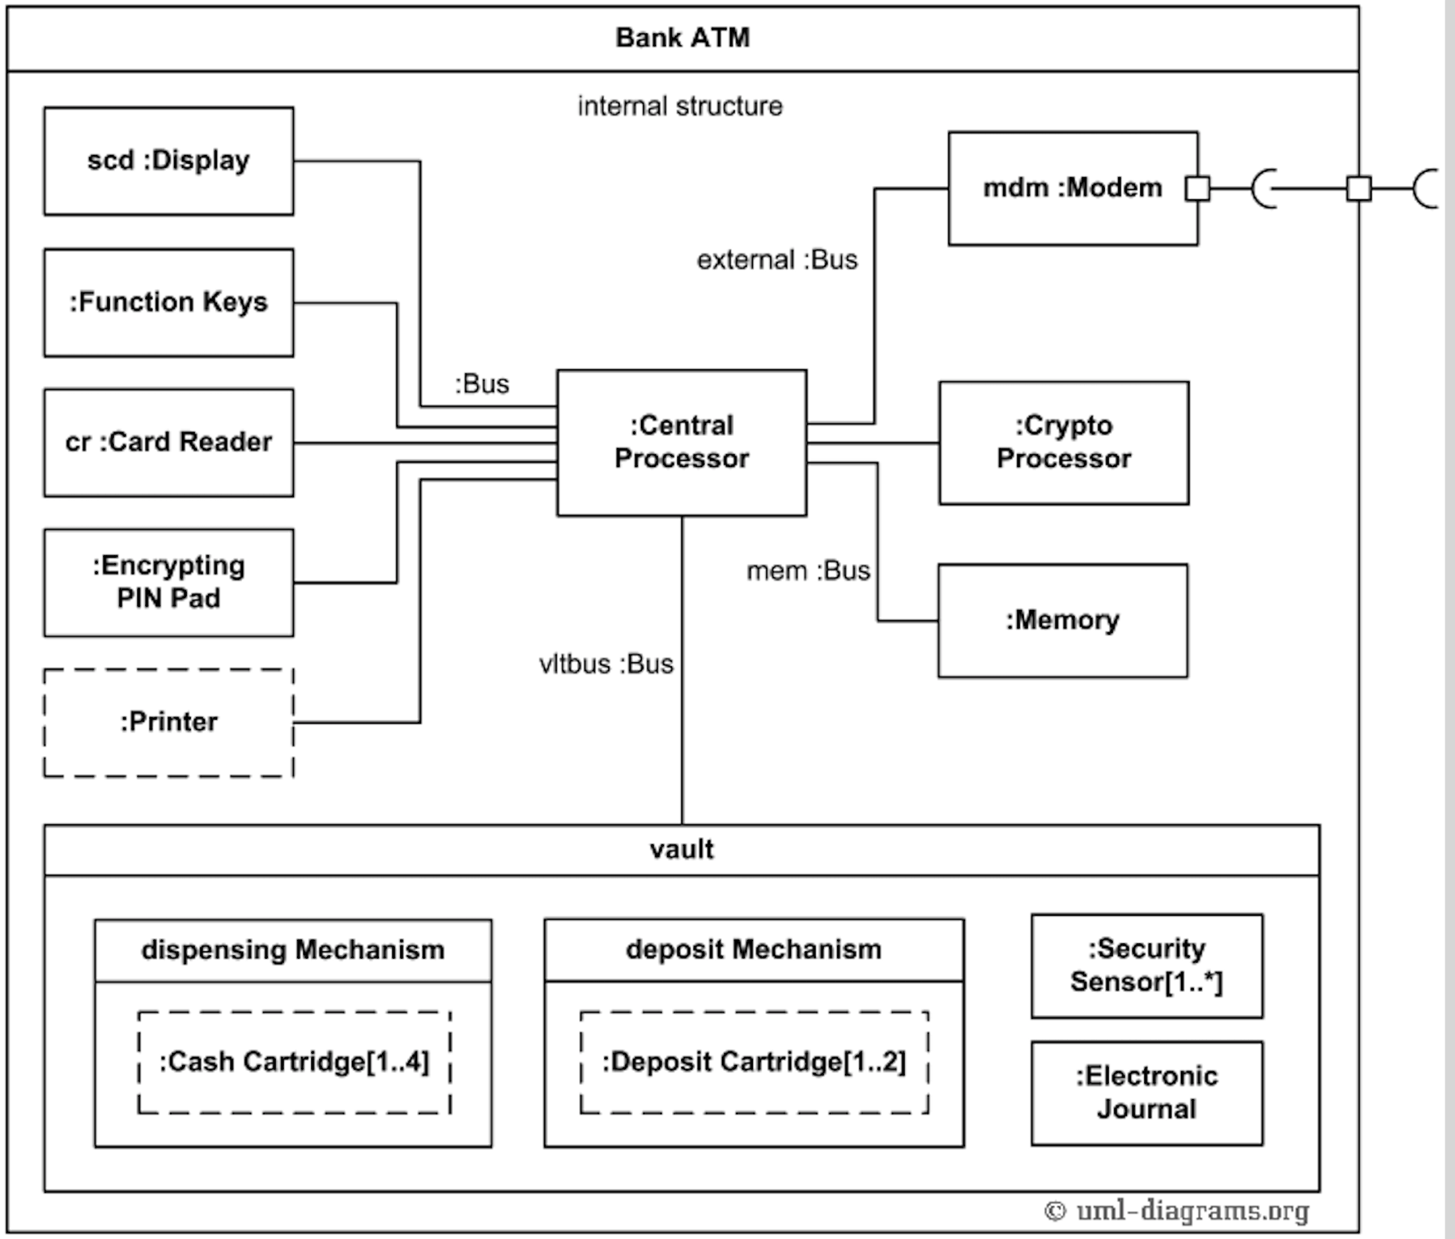 Bank ATM
internal structure
scd :Display
mdm :Modem
external :Bus
:Function Keys
:Bus
:Central
Processor
:Crypto
Processor
cr :Card Reader
:Encrypting
PIN Pad
mem :Bus
:Memory
vltbus :Bus
:Printer
vault
dispensing Mechanism
:Cash Cartridge[1..4]
deposit Mechanism
:Deposit Cartridge[1..2]
:Security
Sensor[1..*]
:Electronic
Journal
© uml-diagrams.org